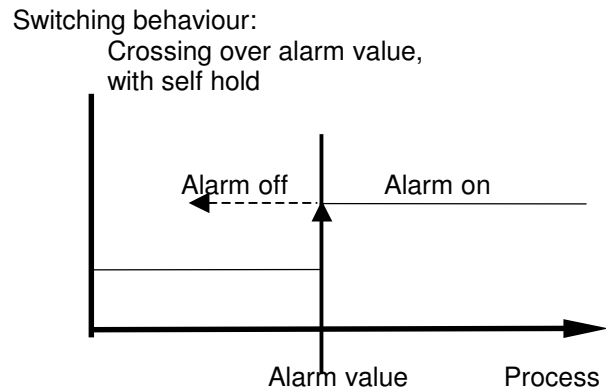 Switching behaviour:
Crossing over alarm value,
with self hold
Alarm off
Alarm on
Alarm value
Process